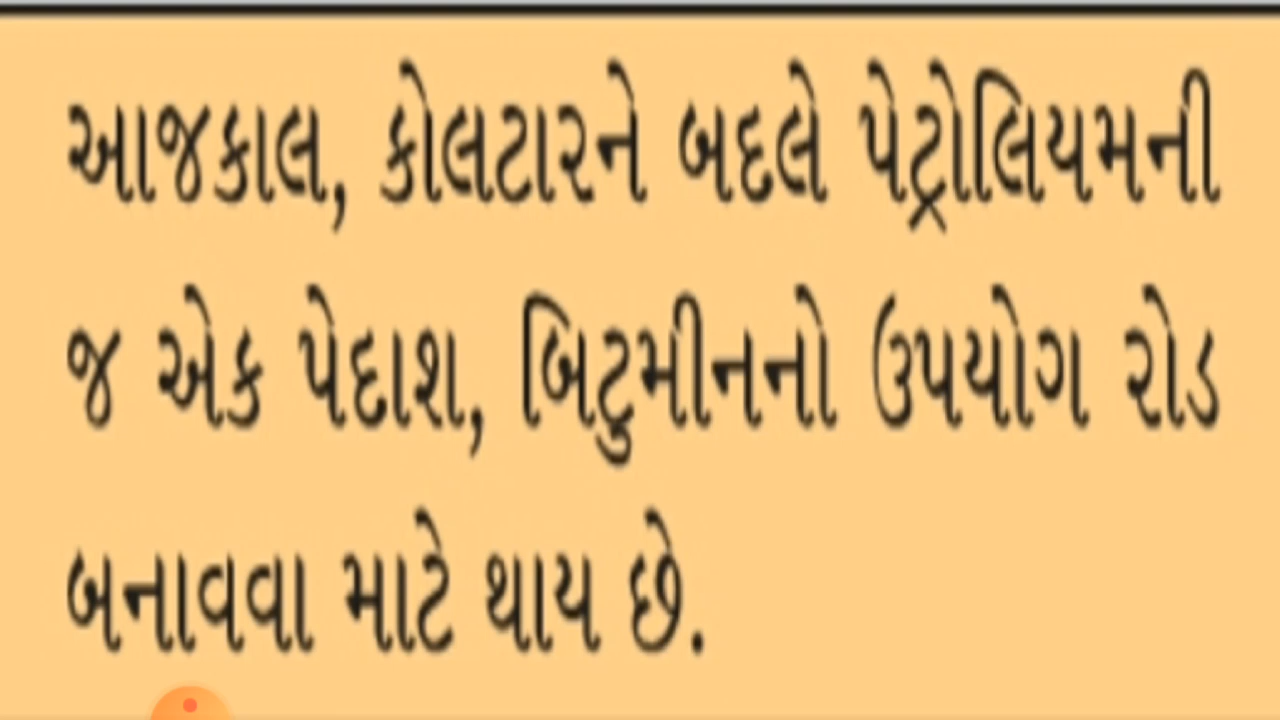 આજકાલ, કોલટારને બદલે પેટ્રોલિયમની
જ એક પેદાશ, બિટુમીનનો ઉપયોગ રોડ
બનાવવા માટે થાય છે.